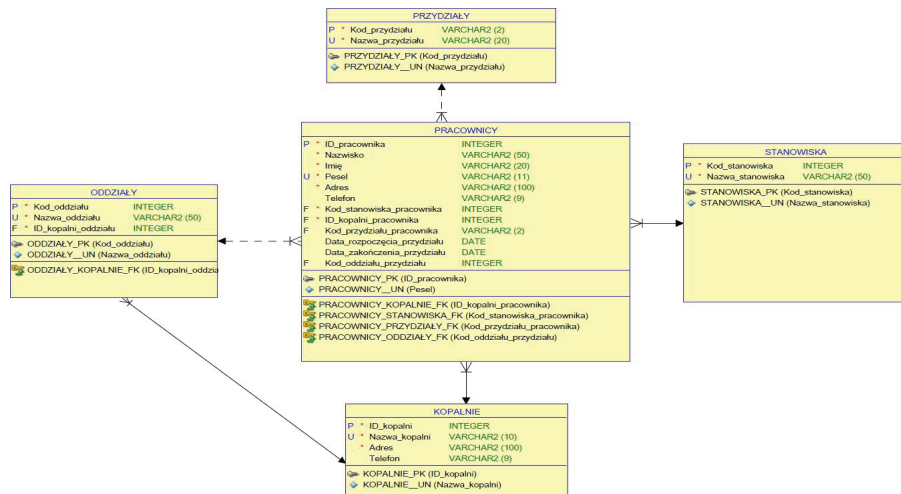 PRZYDZIAŁY
P * Kod_przydziału VARCHAR2 (2)
U * Nazwa_przydziału VARCHAR2 (20)
PRZYDZIAŁY_PK (Kod_przydziału)
PRZYDZIAŁY__UN (Nazwa_przydziału)
PRACOWNICY
P * ID_pracownika INTEGER
* Nazwisko VARCHAR2 (50)
* Imię VARCHAR2 (20)
U * Pesel VARCHAR2 (11)
* Adres VARCHAR2 (100)
Telefon VARCHAR2 (9)
F * Kod_stanowiska_pracownika INTEGER
F * ID_kopalni_pracownika INTEGER
F Kod_przydziału_pracownika VARCHAR2 (2)
Data_rozpoczęcia_przydziału DATE
Data_zakończenia_przydziału DATE
F Kod_oddziału_przydziału INTEGER
PRACOWNICY_PK (ID_pracownika)
PRACOWNICY__UN (Pesel)
PRACOWNICY_KOPALNIE_FK (ID_kopalni_pracownika)
PRACOWNICY_STANOWISKA_FK (Kod_stanowiska_pracownika)
PRACOWNICY_PRZYDZIAŁY_FK (Kod_przydziału_pracownika)
PRACOWNICY_ODDZIAŁY_FK (Kod_oddziału_przydziału)
STANOWISKA
P * Kod_stanowiska INTEGER
U * Nazwa_stanowiska VARCHAR2 (50)
STANOWISKA_PK (Kod_stanowiska)
STANOWISKA__UN (Nazwa_stanowiska)
ODDZIAŁY
P * Kod_oddziału INTEGER
U * Nazwa_oddziału VARCHAR2 (50)
F * ID_kopalni_oddziału INTEGER
ODDZIAŁY_PK (Kod_oddziału)
ODDZIAŁY__UN (Nazwa_oddziału)
ODDZIAŁY_KOPALNIE_FK (ID_kopalni_oddzia
KOPALNIE
P * ID_kopalni INTEGER
U * Nazwa_kopalni VARCHAR2 (10)
* Adres VARCHAR2 (100)
Telefon VARCHAR2 (9)
KOPALNIE_PK (ID_kopalni)
KOPALNIE__UN (Nazwa_kopalni)